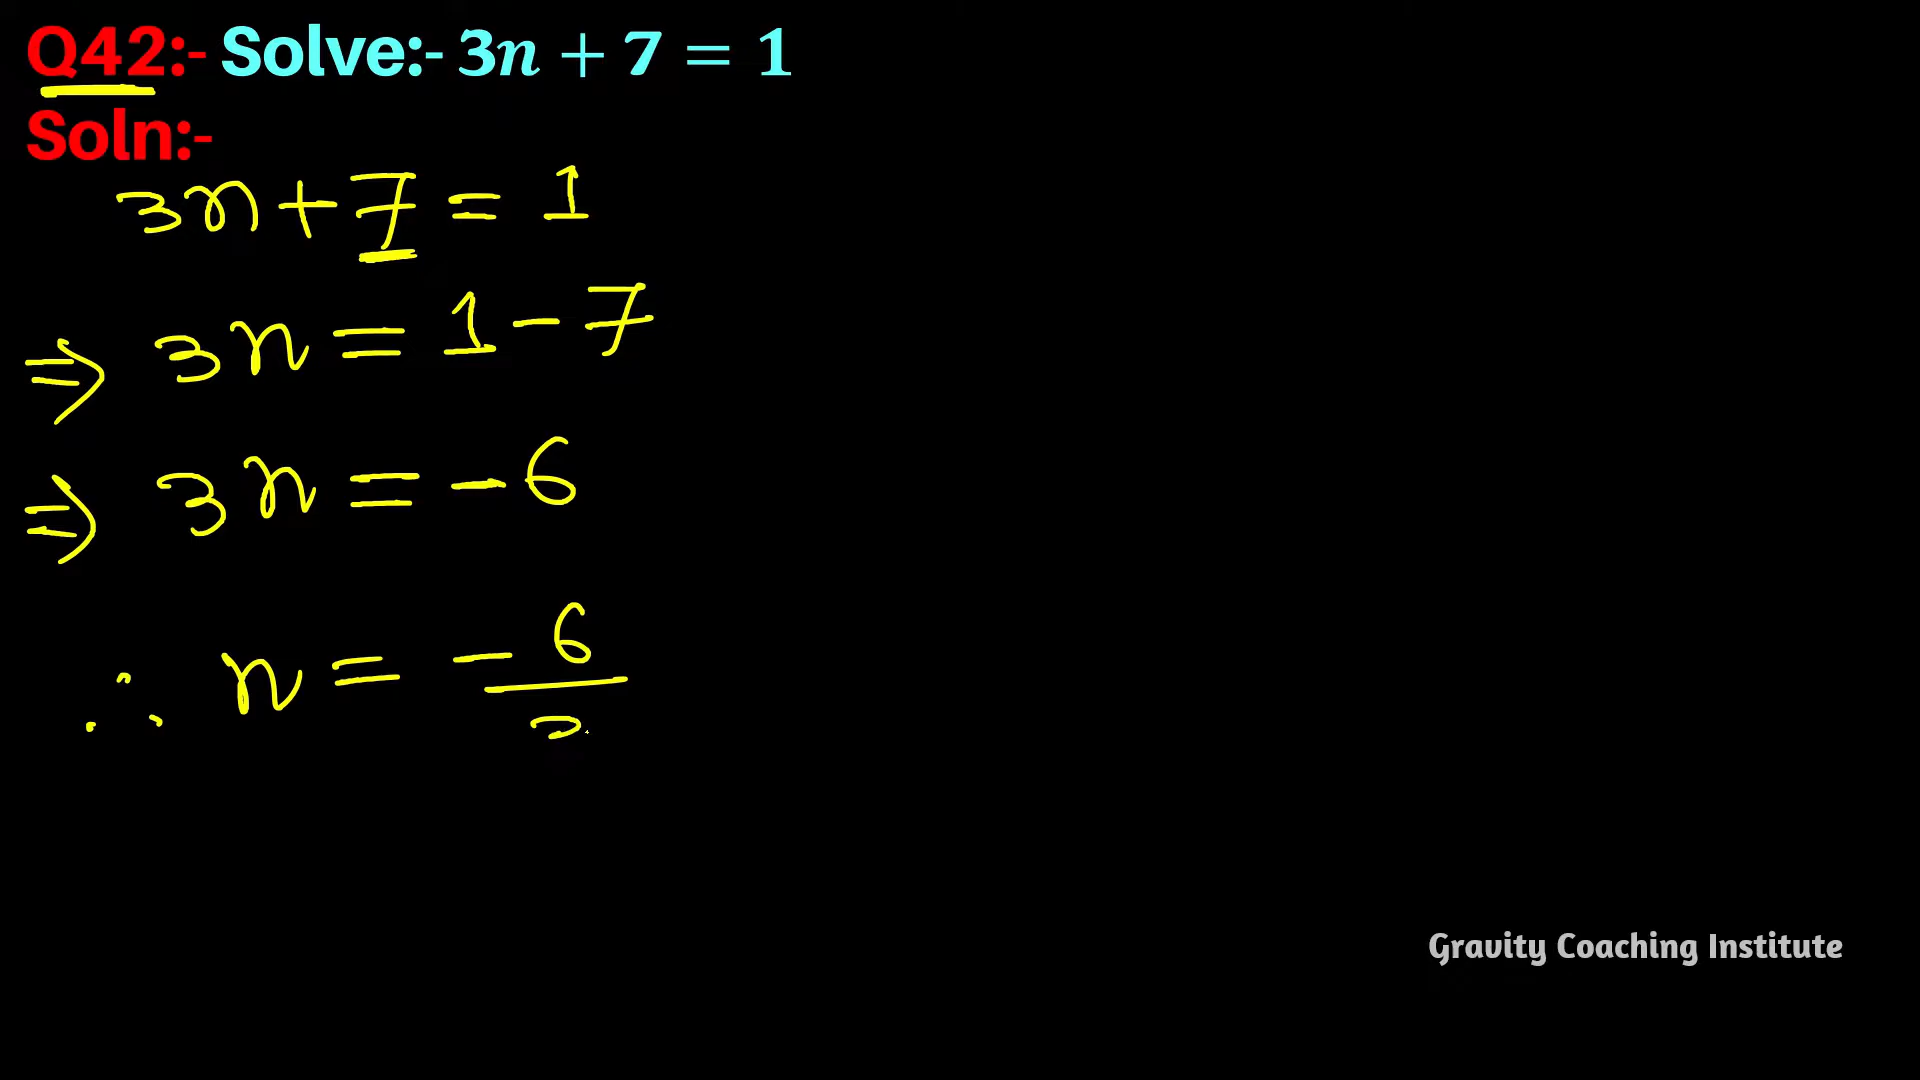 Q42:- Solve:- 3n + 7 = 1
Soln:-
3n + 7 = 1
⇒ 3n = 1 - 7
⇒ 3n = - 6
∴ n = - 6 /
Gravity Coaching Institute